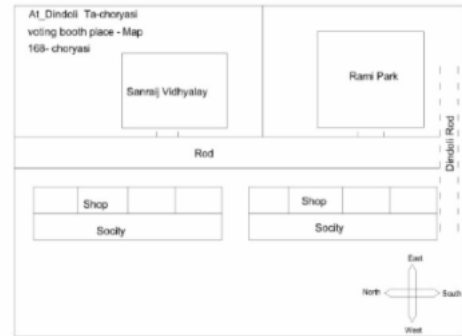 At_Dindoli Ta-choryasi
voting booth place - Map
168- choryasi
Sanraij Vidhyalay
Rami Park
Dindoli Rod
Rod
Shop
Shop
Socity
Socity
East
North
South
West